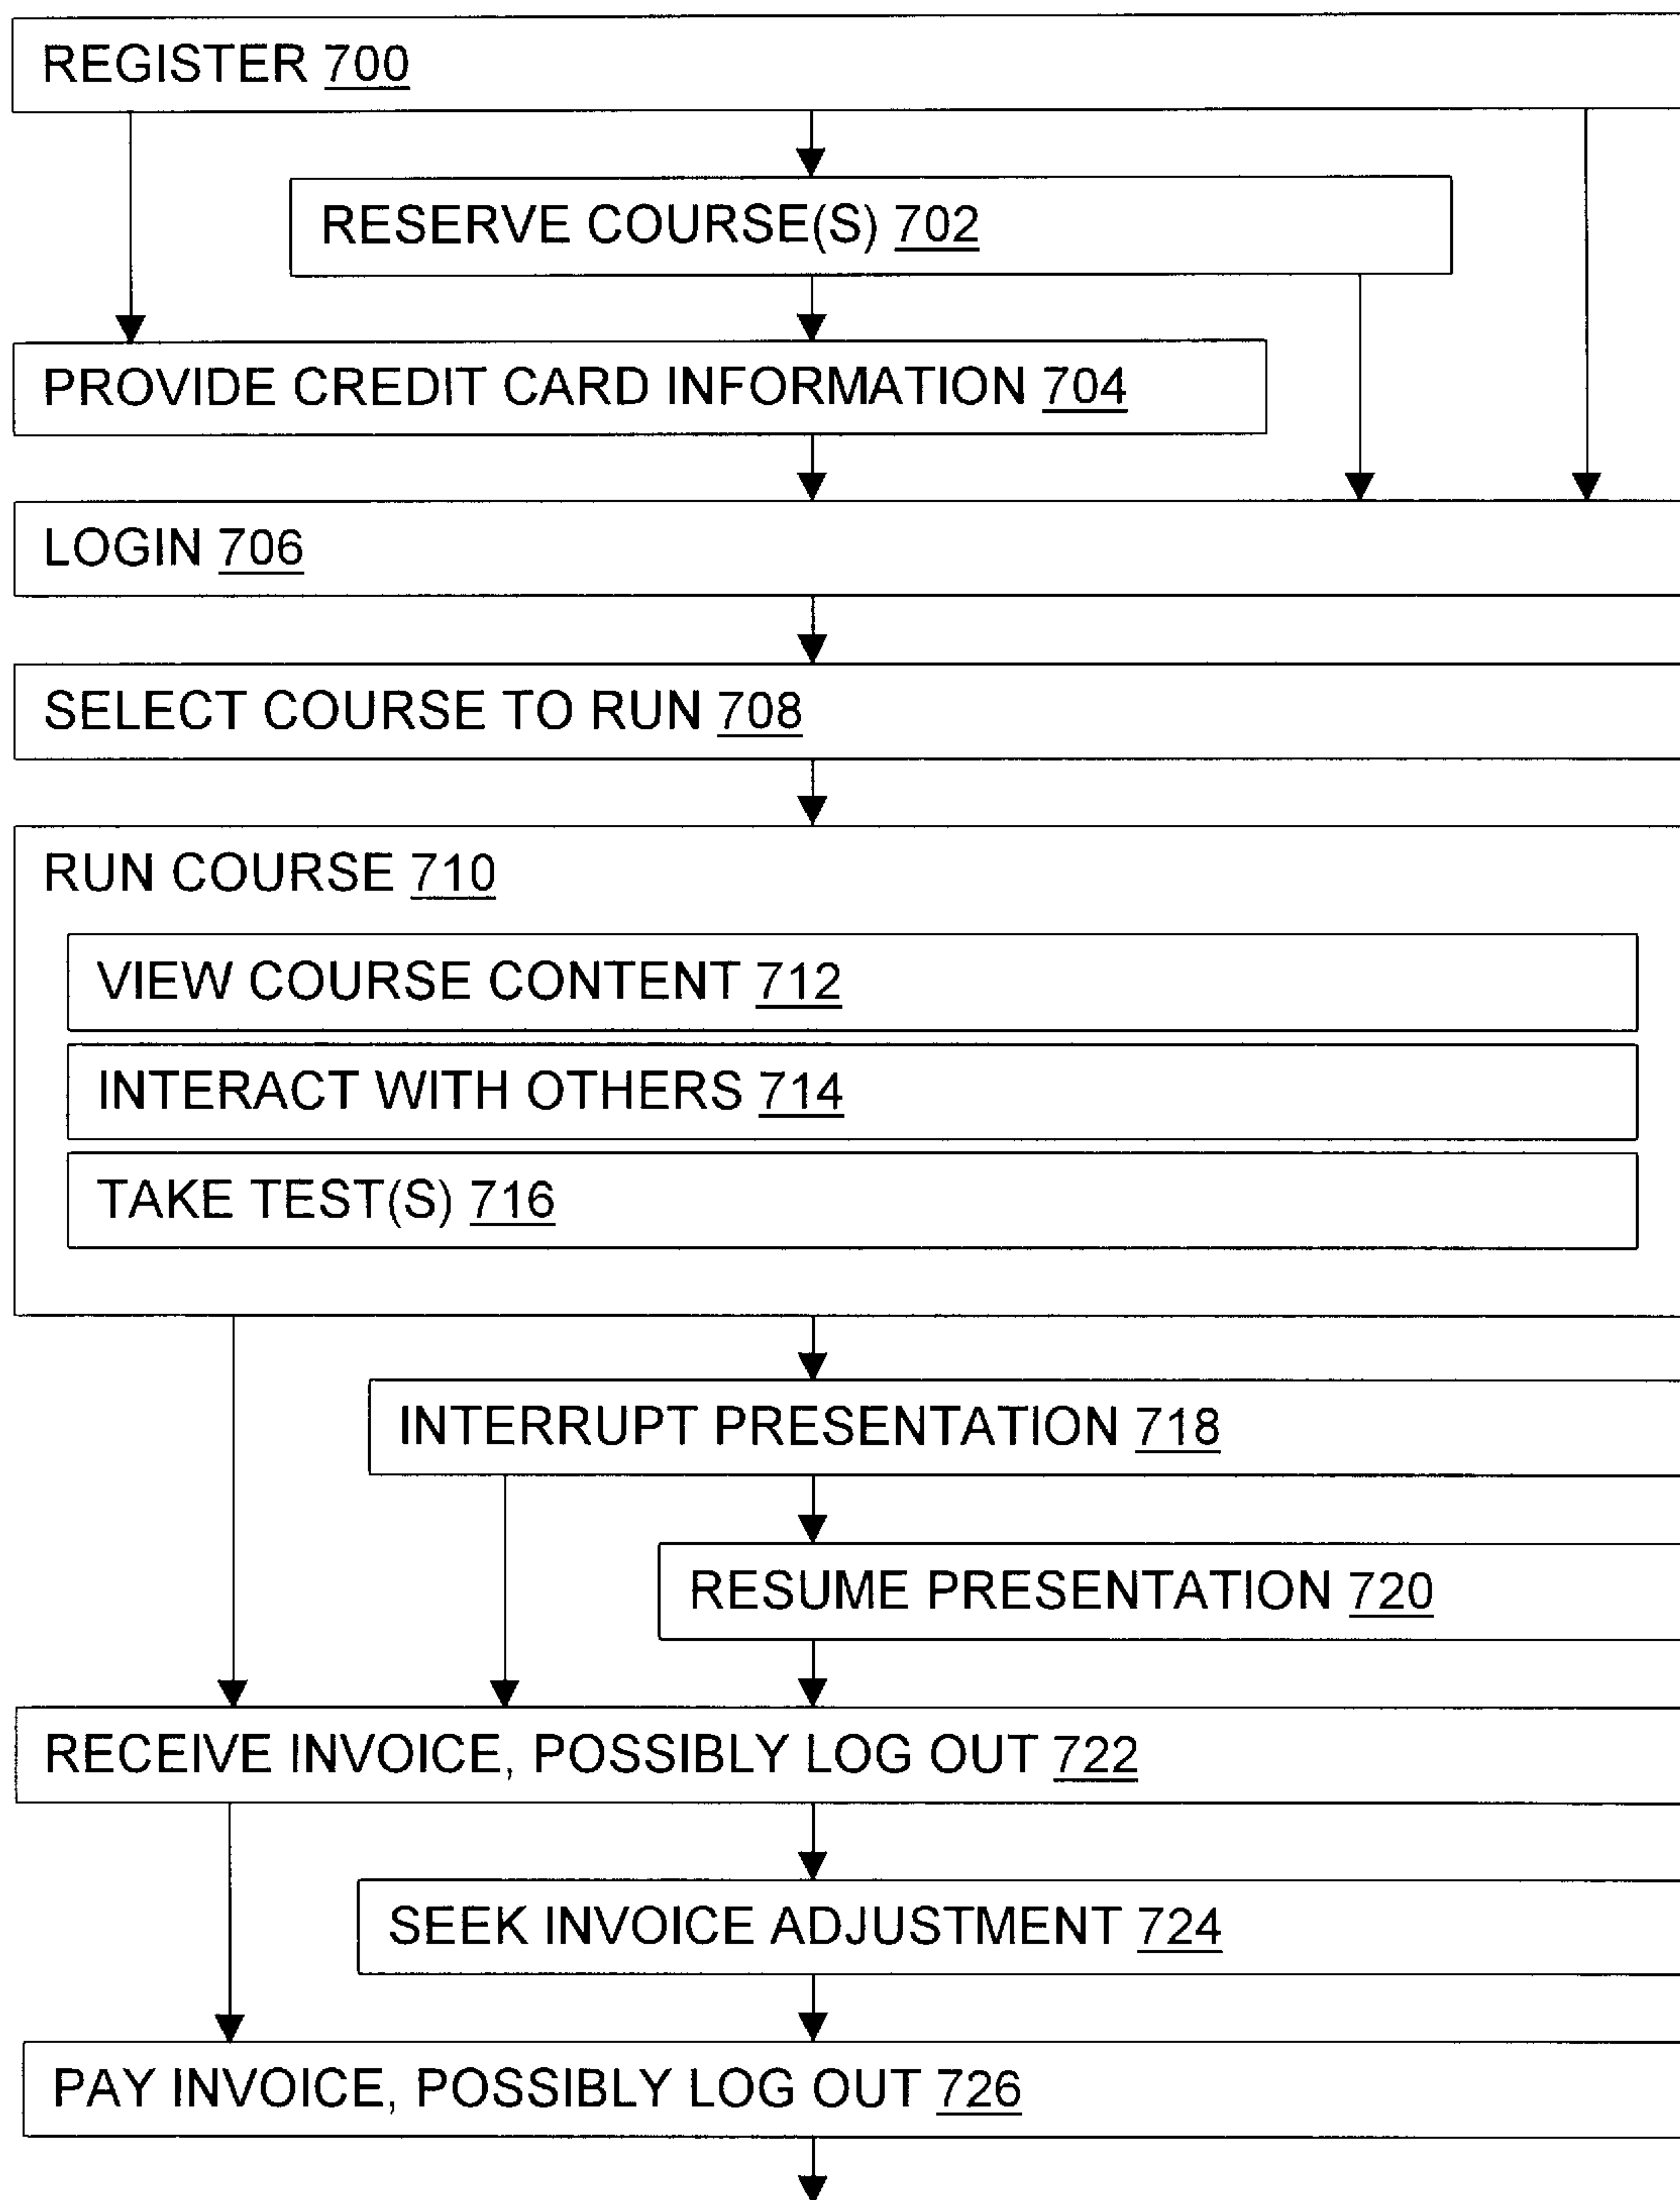 REGISTER 700
RESERVE COURSE(S) 702
PROVIDE CREDIT CARD INFORMATION 704
LOGIN 706
SELECT COURSE TO RUN 708
RUN COURSE 710
VIEW COURSE CONTENT 712
INTERACT WITH OTHERS 714
TAKE TEST(S) 716
INTERRUPT PRESENTATION 718
RESUME PRESENTATION 720
RECEIVE INVOICE, POSSIBLY LOG OUT 722
SEEK INVOICE ADJUSTMENT 724
PAY INVOICE, POSSIBLY LOG OUT 726